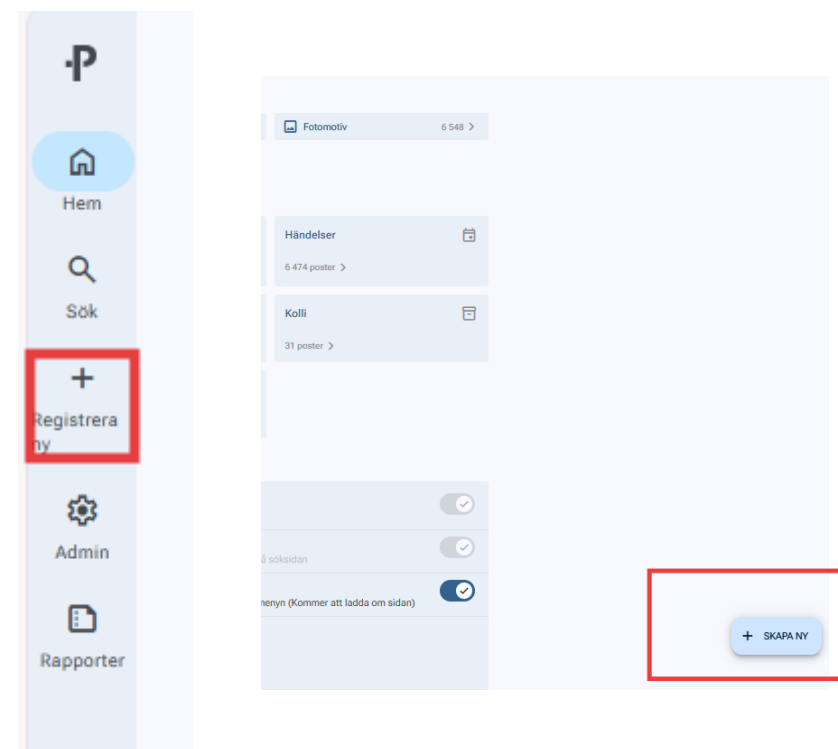 Hem
Sök
Registrera
ny
Admin
Rapporter
Fotomotiv 6 548
Händelser
6 474 poster
Kolli
31 poster
å söksidan
menyn (Kommer att ladda om sidan)
+ SKAPA NY